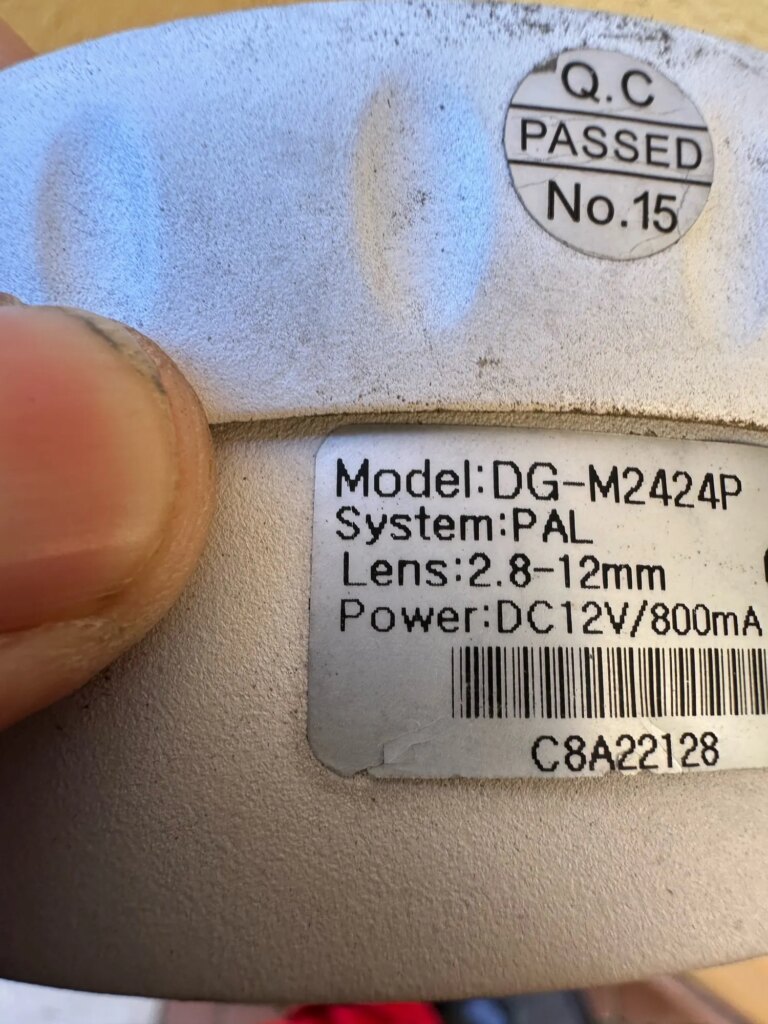 Q.C
PASSED
No.15
Model:DG-M2424P
System:PAL
Lens:2.8-12mm
Power:DC12V/800mA
C8A22128